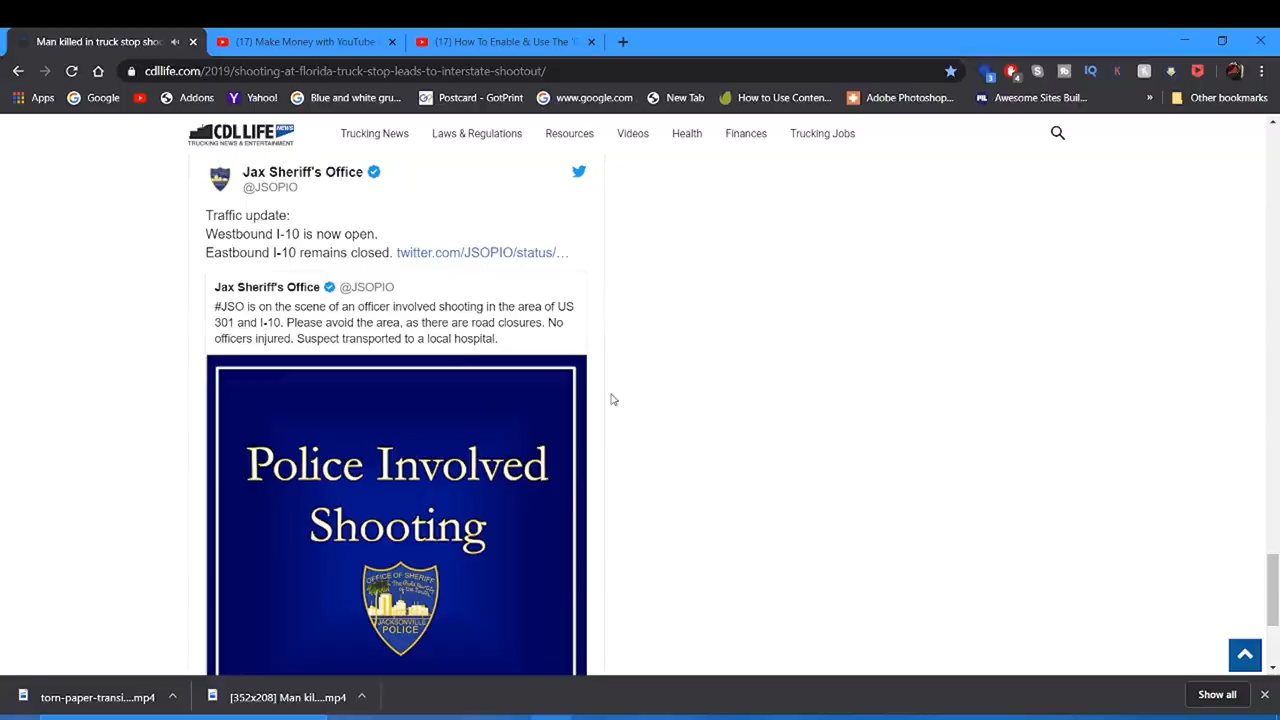 Man killed in truck stop shoo
(17) Make Money with YouTube
(17) How To Enable & Use The 'E
cdllife.com/2019/shooting-at-florida-truck-stop-leads-to-interstate-shootout/
Apps
Google
Addons
Yahoo!
Blue and white gru...
Postcard - GotPrint
www.google.com
New Tab
How to Use Conten...
Adobe Photoshop...
Awesome Sites Buil...
»
Other bookmarks
CDL LIFE NEWS
TRUCKING NEWS & ENTERTAINMENT
Trucking News
Laws & Regulations
Resources
Videos
Health
Finances
Trucking Jobs
Jax Sheriff's Office
@JSOPIO
Traffic update:
Westbound I-10 is now open.
Eastbound I-10 remains closed. twitter.com/JSOPIO/status/…
Jax Sheriff's Office @JSOPIO
#JSO is on the scene of an officer involved shooting in the area of US
301 and I-10. Please avoid the area, as there are road closures. No
officers injured. Suspect transported to a local hospital.
Police Involved
Shooting
OFFICE OF SHERIFF
JACKSONVILLE
POLICE
torn-paper-transi....mp4
[352x208] Man kil....mp4
Show all